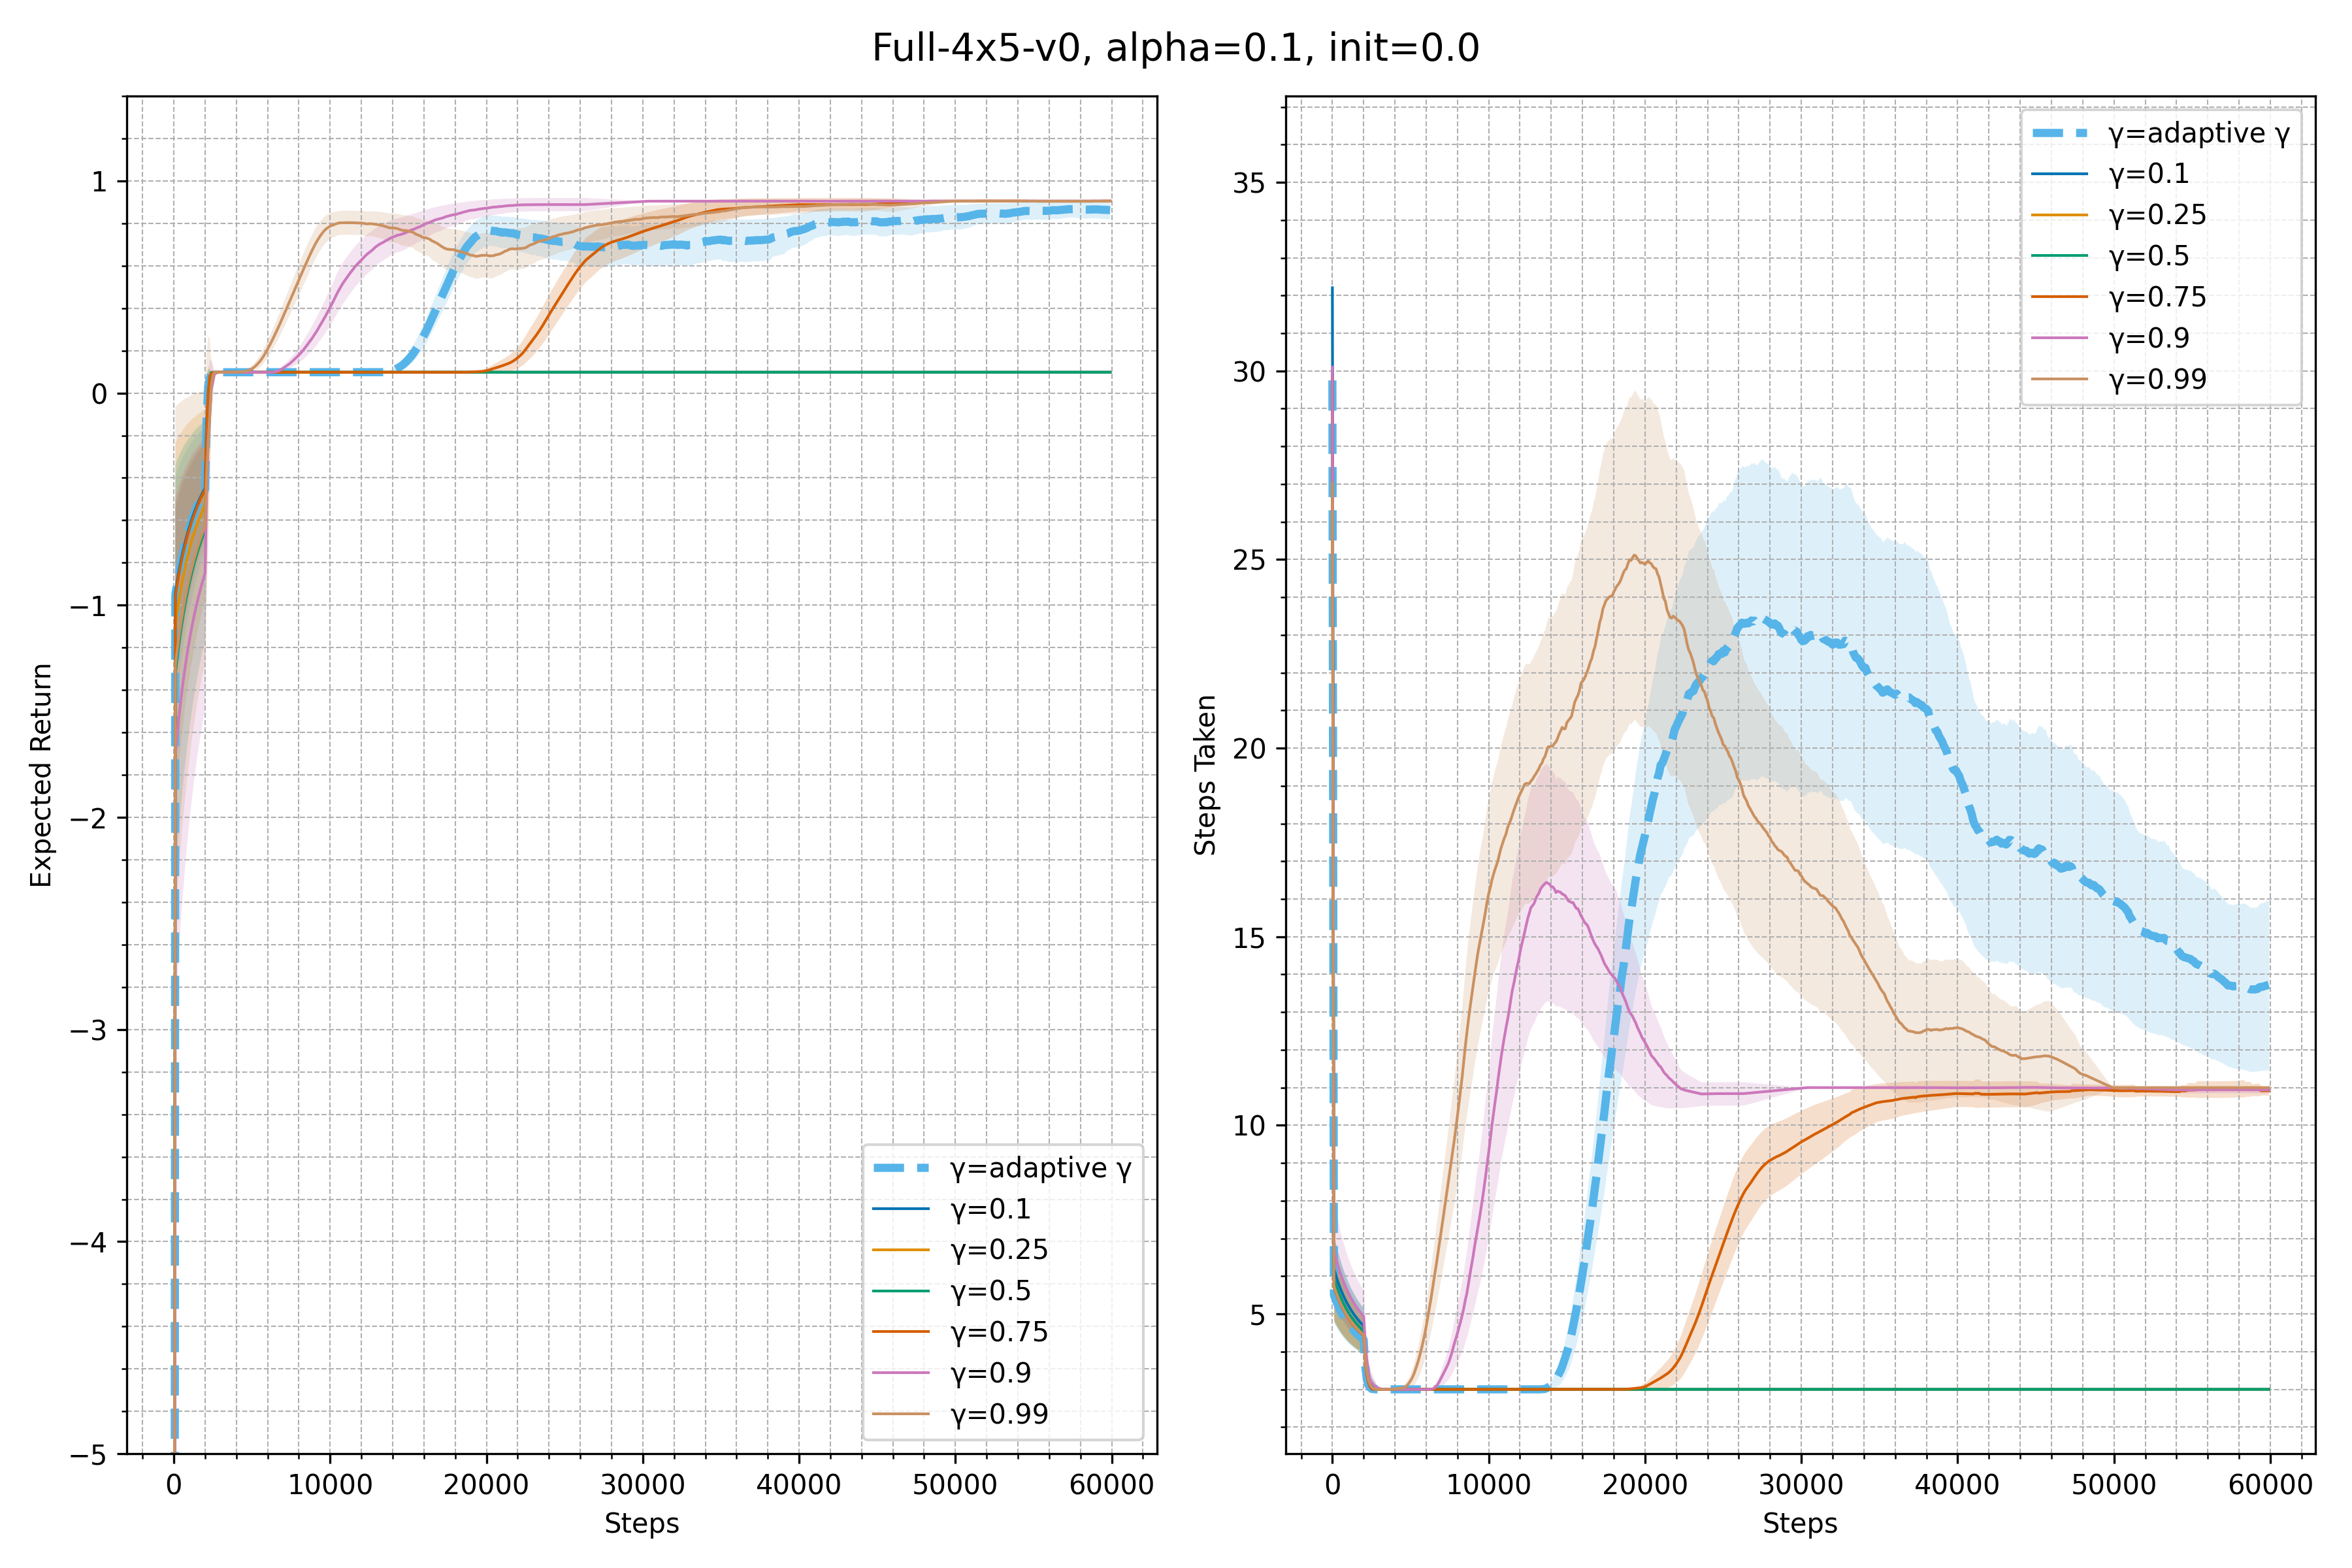 Full-4x5-v0, alpha=0.1, init=0.0
Expected Return
1
0
−1
−2
−3
−4
−5
0 10000 20000 30000 40000 50000 60000
Steps
γ=adaptive γ
γ=0.1
γ=0.25
γ=0.5
γ=0.75
γ=0.9
γ=0.99
Steps Taken
35
30
25
20
15
10
5
0 10000 20000 30000 40000 50000 60000
Steps
γ=adaptive γ
γ=0.1
γ=0.25
γ=0.5
γ=0.75
γ=0.9
γ=0.99